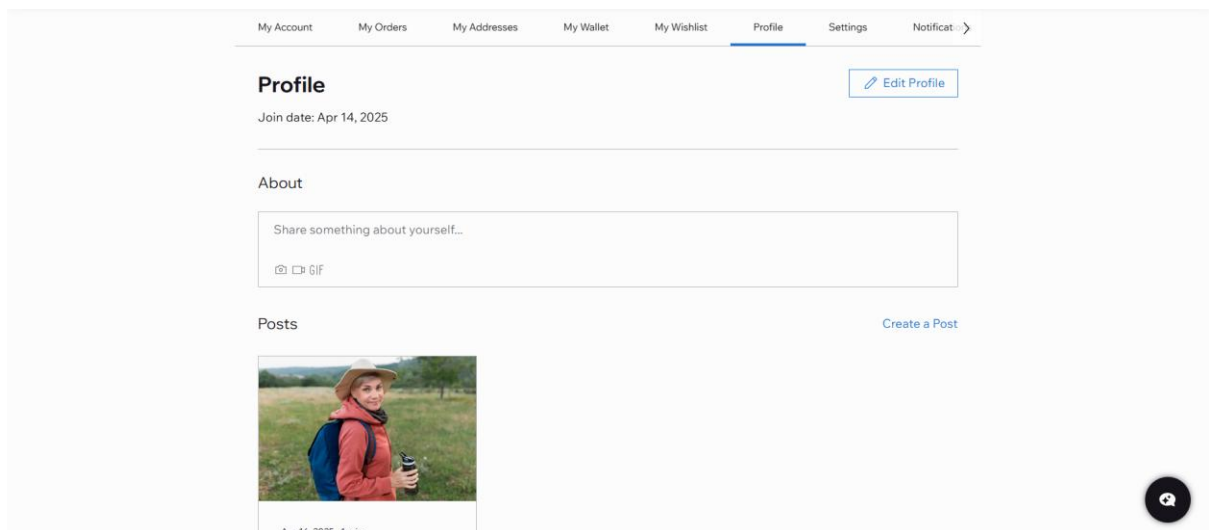 My Account My Orders My Addresses My Wallet My Wishlist Profile Settings Notificat
Profile
Edit Profile
Join date: Apr 14, 2025
About
Share something about yourself...
GIF
Posts
Create a Post